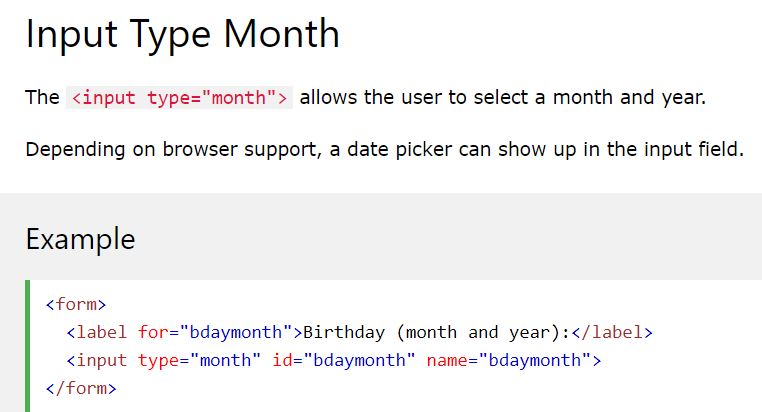 Input Type Month
The <input type="month"> allows the user to select a month and year.
Depending on browser support, a date picker can show up in the input field.
Example
<form>
  <label for="bdaymonth">Birthday (month and year):</label>
  <input type="month" id="bdaymonth" name="bdaymonth">
</form>